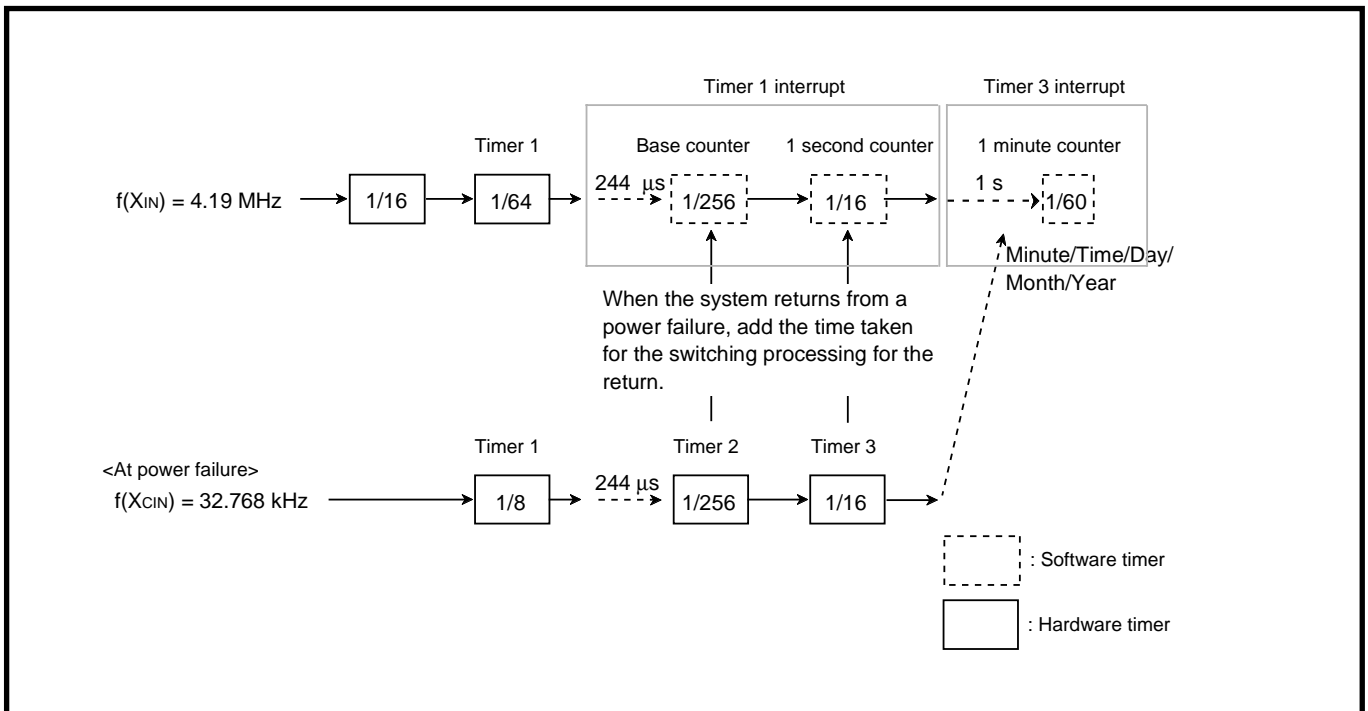 Timer 1 interrupt
Timer 3 interrupt
Timer 1
Base counter
1 second counter
1 minute counter
f(XIN) = 4.19 MHz
1/16
1/64
244 μs
1/256
1/16
1 s
1/60
Minute/Time/Day/
Month/Year
When the system returns from a
power failure, add the time taken
for the switching processing for the
return.
Timer 1
Timer 2
Timer 3
<At power failure>
f(XCIN) = 32.768 kHz
1/8
244 μs
1/256
1/16
: Software timer
: Hardware timer